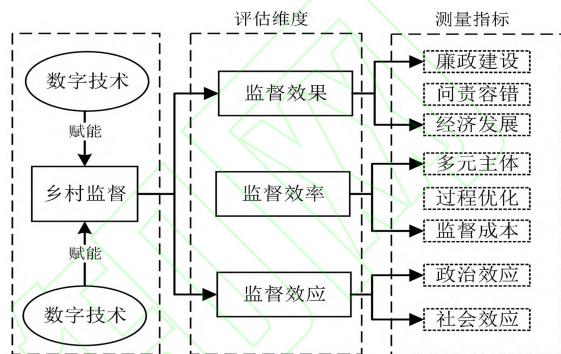 评估维度
测量指标
数字技术
赋能
乡村监督
赋能
数字技术
监督效果
监督效率
监督效应
廉政建设
问责容错
经济发展
多元主体
过程优化
监督成本
政治效应
社会效应